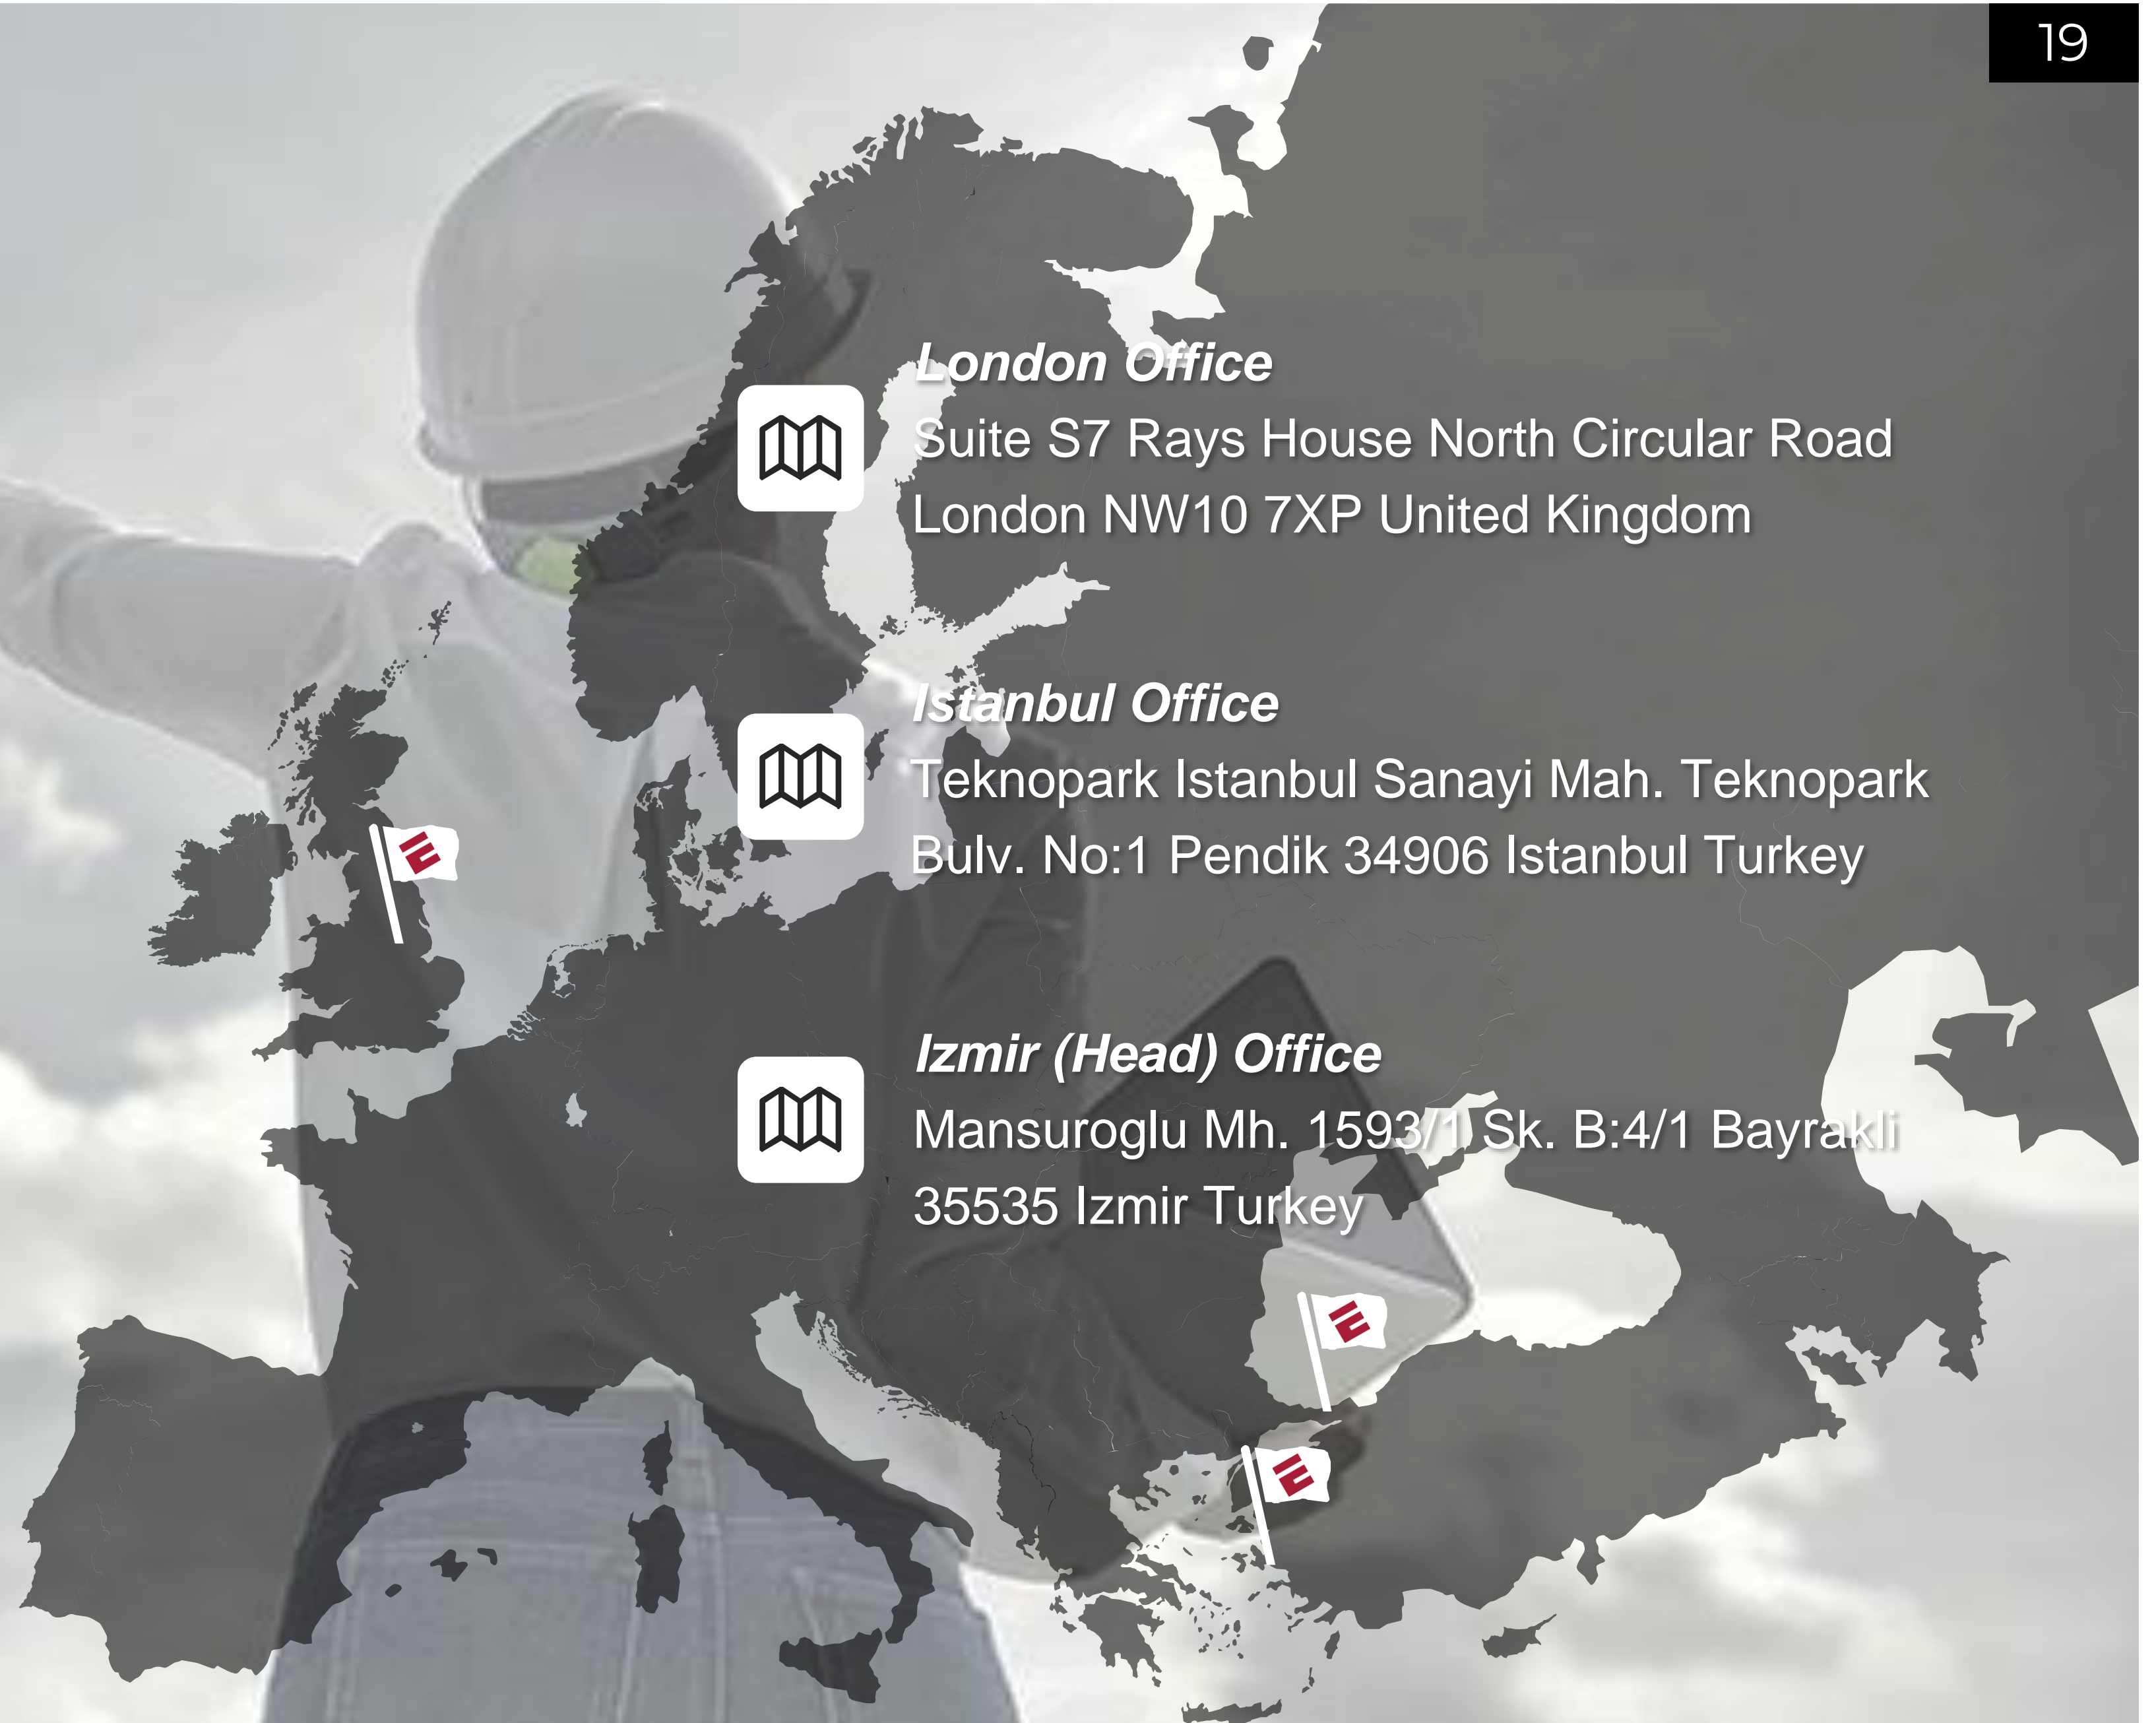 19
London Office
Suite S7 Rays House North Circular Road
London NW10 7XP United Kingdom
Istanbul Office
Teknopark Istanbul Sanayi Mah. Teknopark
Bulv. No:1 Pendik 34906 Istanbul Turkey
Izmir (Head) Office
Mansuroglu Mh. 1593/1 Sk. B:4/1 Bayrakli
35535 Izmir Turkey